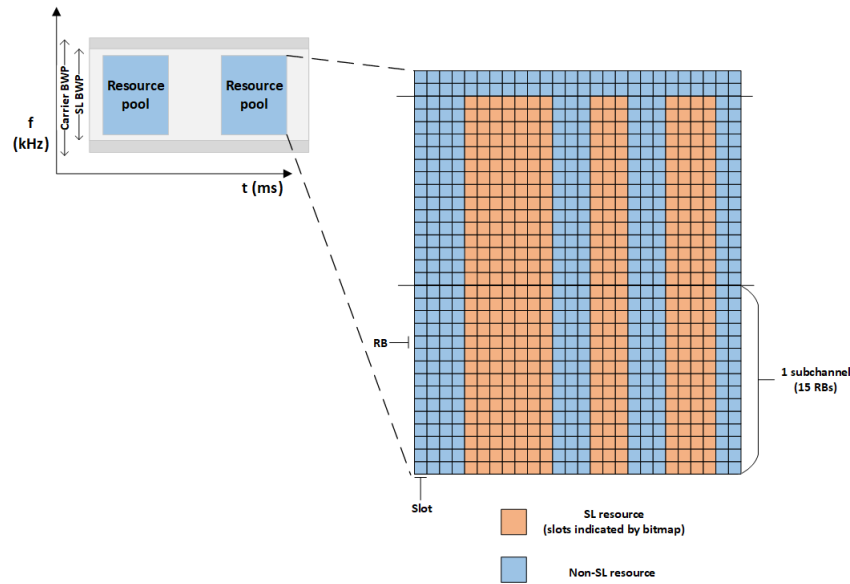 f
(kHz)
Carrier BWP
SL BWP
Resource
pool
Resource
pool
t (ms)
RB
1 subchannel
(15 RBs)
Slot
SL resource
(slots indicated by bitmap)
Non-SL resource